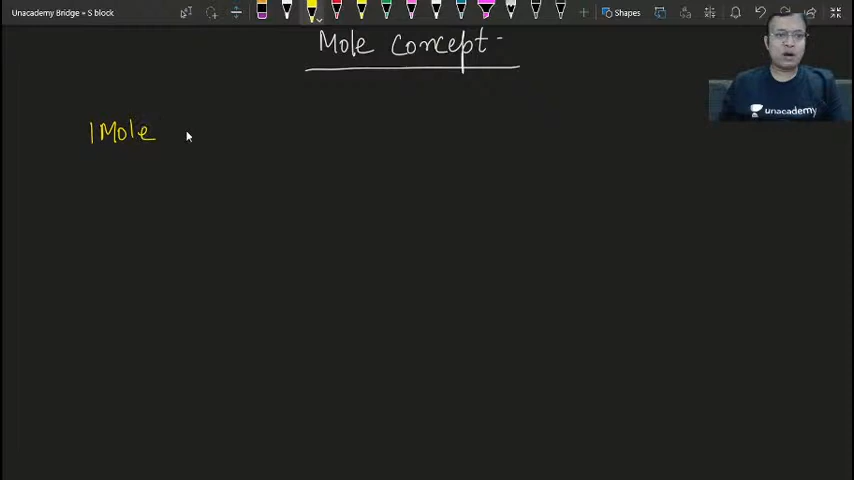 Unacademy Bridge • S block
Shapes
Mole Concept -
1 Mole
unacademy